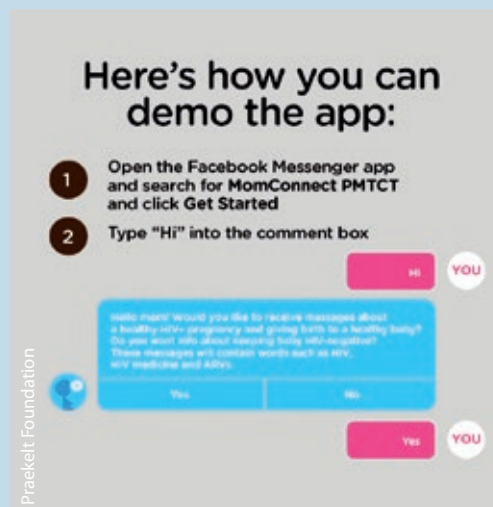 Here's how you can
demo the app:
1
Open the Facebook Messenger app
and search for MomConnect PMTCT
and click Get Started
2
Type "Hi" into the comment box
Hi
YOU
Hello mom! Would you like to receive messages about
a healthy HIV+ pregnancy and giving birth to a healthy baby?
Do you want info about keeping baby HIV-negative?
These messages will contain words such as HIV,
HIV medicine and ARVs.
Yes
No
Yes
YOU
Praekelt Foundation